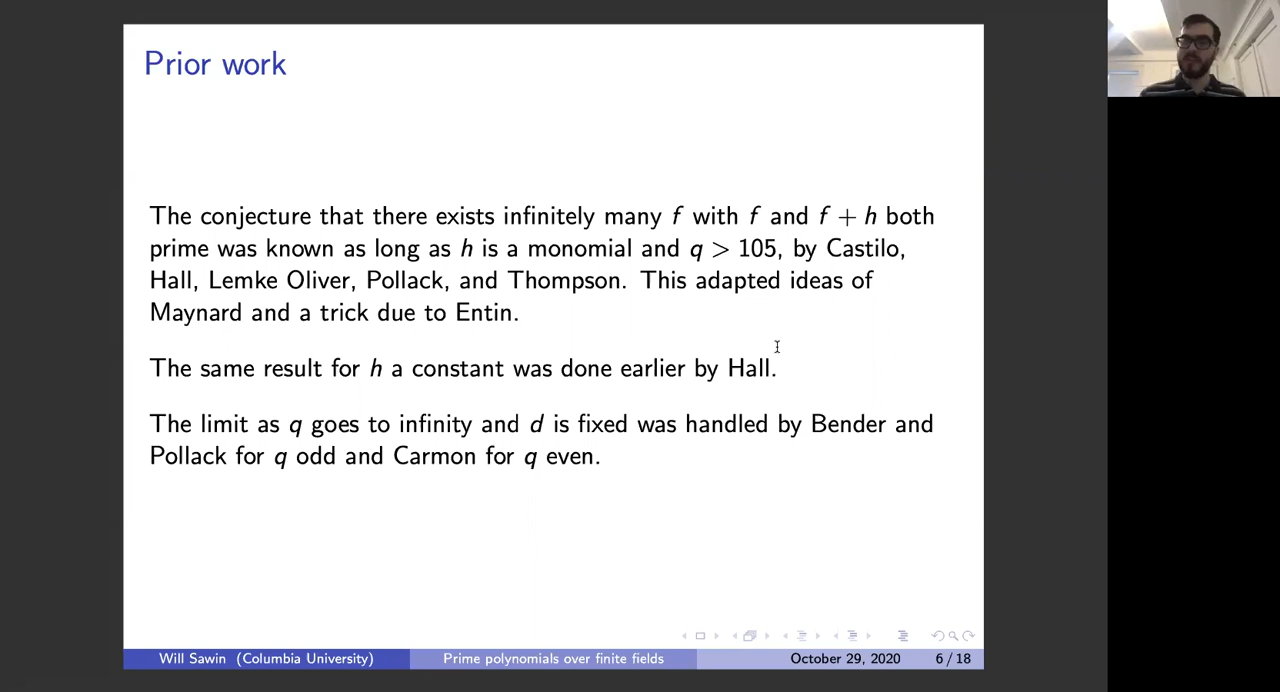 Prior work
The conjecture that there exists infinitely many f with f and f + h both
prime was known as long as h is a monomial and q > 105, by Castilo,
Hall, Lemke Oliver, Pollack, and Thompson. This adapted ideas of
Maynard and a trick due to Entin.
The same result for h a constant was done earlier by Hall.
The limit as q goes to infinity and d is fixed was handled by Bender and
Pollack for q odd and Carmon for q even.
Will Sawin (Columbia University)
Prime polynomials over finite fields
October 29, 2020
6 / 18